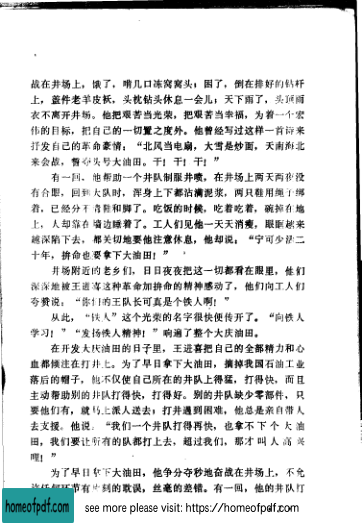 战在井场上，饿了，啃几口冻窝窝头；困了，倒在排好的钻杆
上，盖件老羊皮袄，头枕钻头休息一会儿；天下雨了，头顶雨
衣不离开井场。他把艰苦当光荣，把艰苦当幸福，为着一个宏
伟的目标，把自己的一切置之度外。他曾经写过这样一首诗来
抒发自己的革命豪情：“北风当电扇，大雪是炒面，天南海北
来会战，誓夺头号大油田。干！干！干！”
有一回，他帮助一个井队制服井喷，在井场上两天两夜没
有合眼，回到大队时，浑身上下都沾满泥浆，两只鞋用绳子绑
着，已经分不清鞋和脚了。吃饭的时候，吃着吃着，碗掉在地
上，人却靠在墙边睡着了。工人们见他一天天消瘦，眼眶越来
越深陷下去，都关切地要他注意休息，他却说：“宁可少活二
十年，拚命也要拿下大油田！”
井场附近的老乡们，日日夜夜把这一切都看在眼里，他们
深深地被王进喜这种革命加拚命的精神感动了，他们向工人们
夸赞说：“你们的王队长可真是个铁人啊！”
从此，“铁人”这个光荣的名字很快便传开了。“向铁人
学习！”“发扬铁人精神！”响遍了整个大庆油田。
在开发大庆油田的日子里，王进喜把自己的全部精力和心
血都倾注在打井上。为了早日拿下大油田，摘掉我国石油工业
落后的帽子，他不仅使自己所在的井队上得猛，打得快，而且
主动帮助别的井队打得快，打得好。别的井队缺少零部件，只
要他们有，就马上派人送去；打井遇到困难，他总是亲自带人
去支援。他说：“我们一个井队打得再快，也拿不下个大油
田，我们要让所有的队都打上去，超过我们，那才叫人高兴
哩！”
为了早日拿下大油田，他争分夺秒地奋战在井场上，不允
许任何环节有片刻的耽误，丝毫的差错。有一回，他的井队打
homeofpdf.com
see more please visit: https://homeofpdf.com